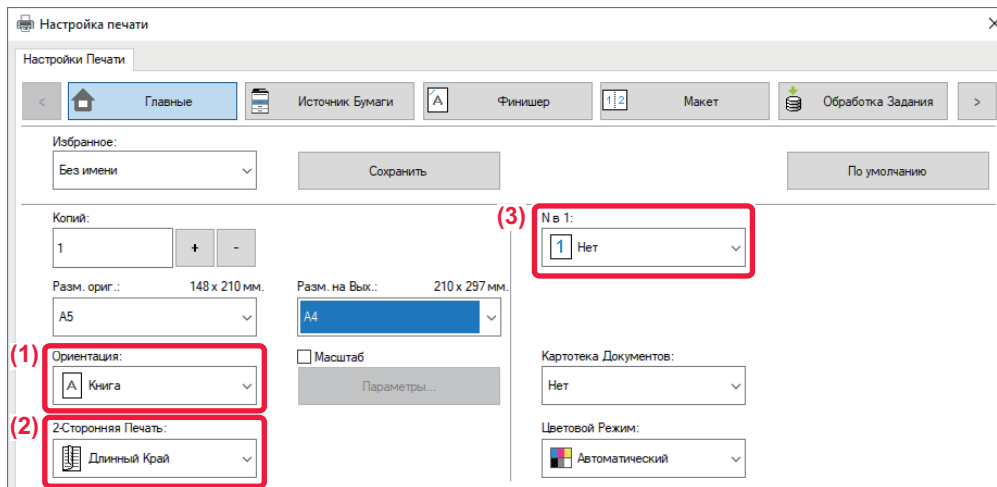 Настройка печати
Настройки Печати
< Главные Источник Бумаги A Финишер 1 2 Макет Обработка Задания >
Избранное:
Без имени Сохранить По умолчанию
Копий: (3) N в 1:
1 + - 1 Нет
Разм. ориг.: 148 x 210 мм. Разм. на Вых.: 210 x 297 мм.
A5 A4
(1) Ориентация: Масштаб Картотека Документов:
A Книга Параметры... Нет
(2) 2-Сторонняя Печать: Цветовой Режим:
Длинный Край Автоматический